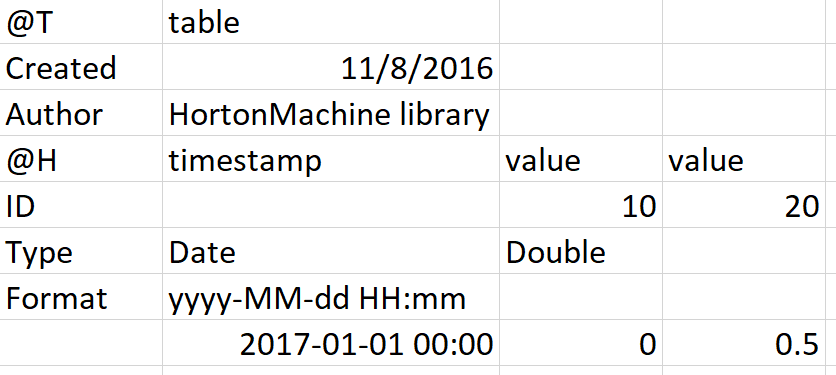 @T table
Created 11/8/2016
Author HortonMachine library
@H timestamp value value
ID 10 20
Type Date Double
Format yyyy-MM-dd HH:mm
2017-01-01 00:00 0 0.5